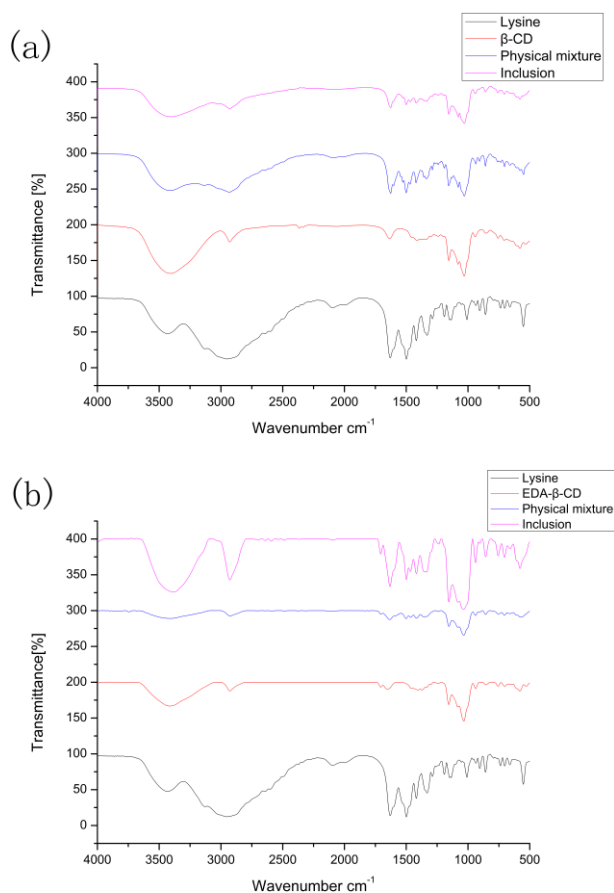 (a)
Lysine
β-CD
Physical mixture
Inclusion
400
350
300
250
200
150
100
50
0
Transmittance [%]
4000 3500 3000 2500 2000 1500 1000 500
Wavenumber cm-1
(b)
Lysine
EDA-β-CD
Physical mixture
Inclusion
400
350
300
250
200
150
100
50
0
Transmittance[%]
4000 3500 3000 2500 2000 1500 1000 500
Wavenumber cm-1